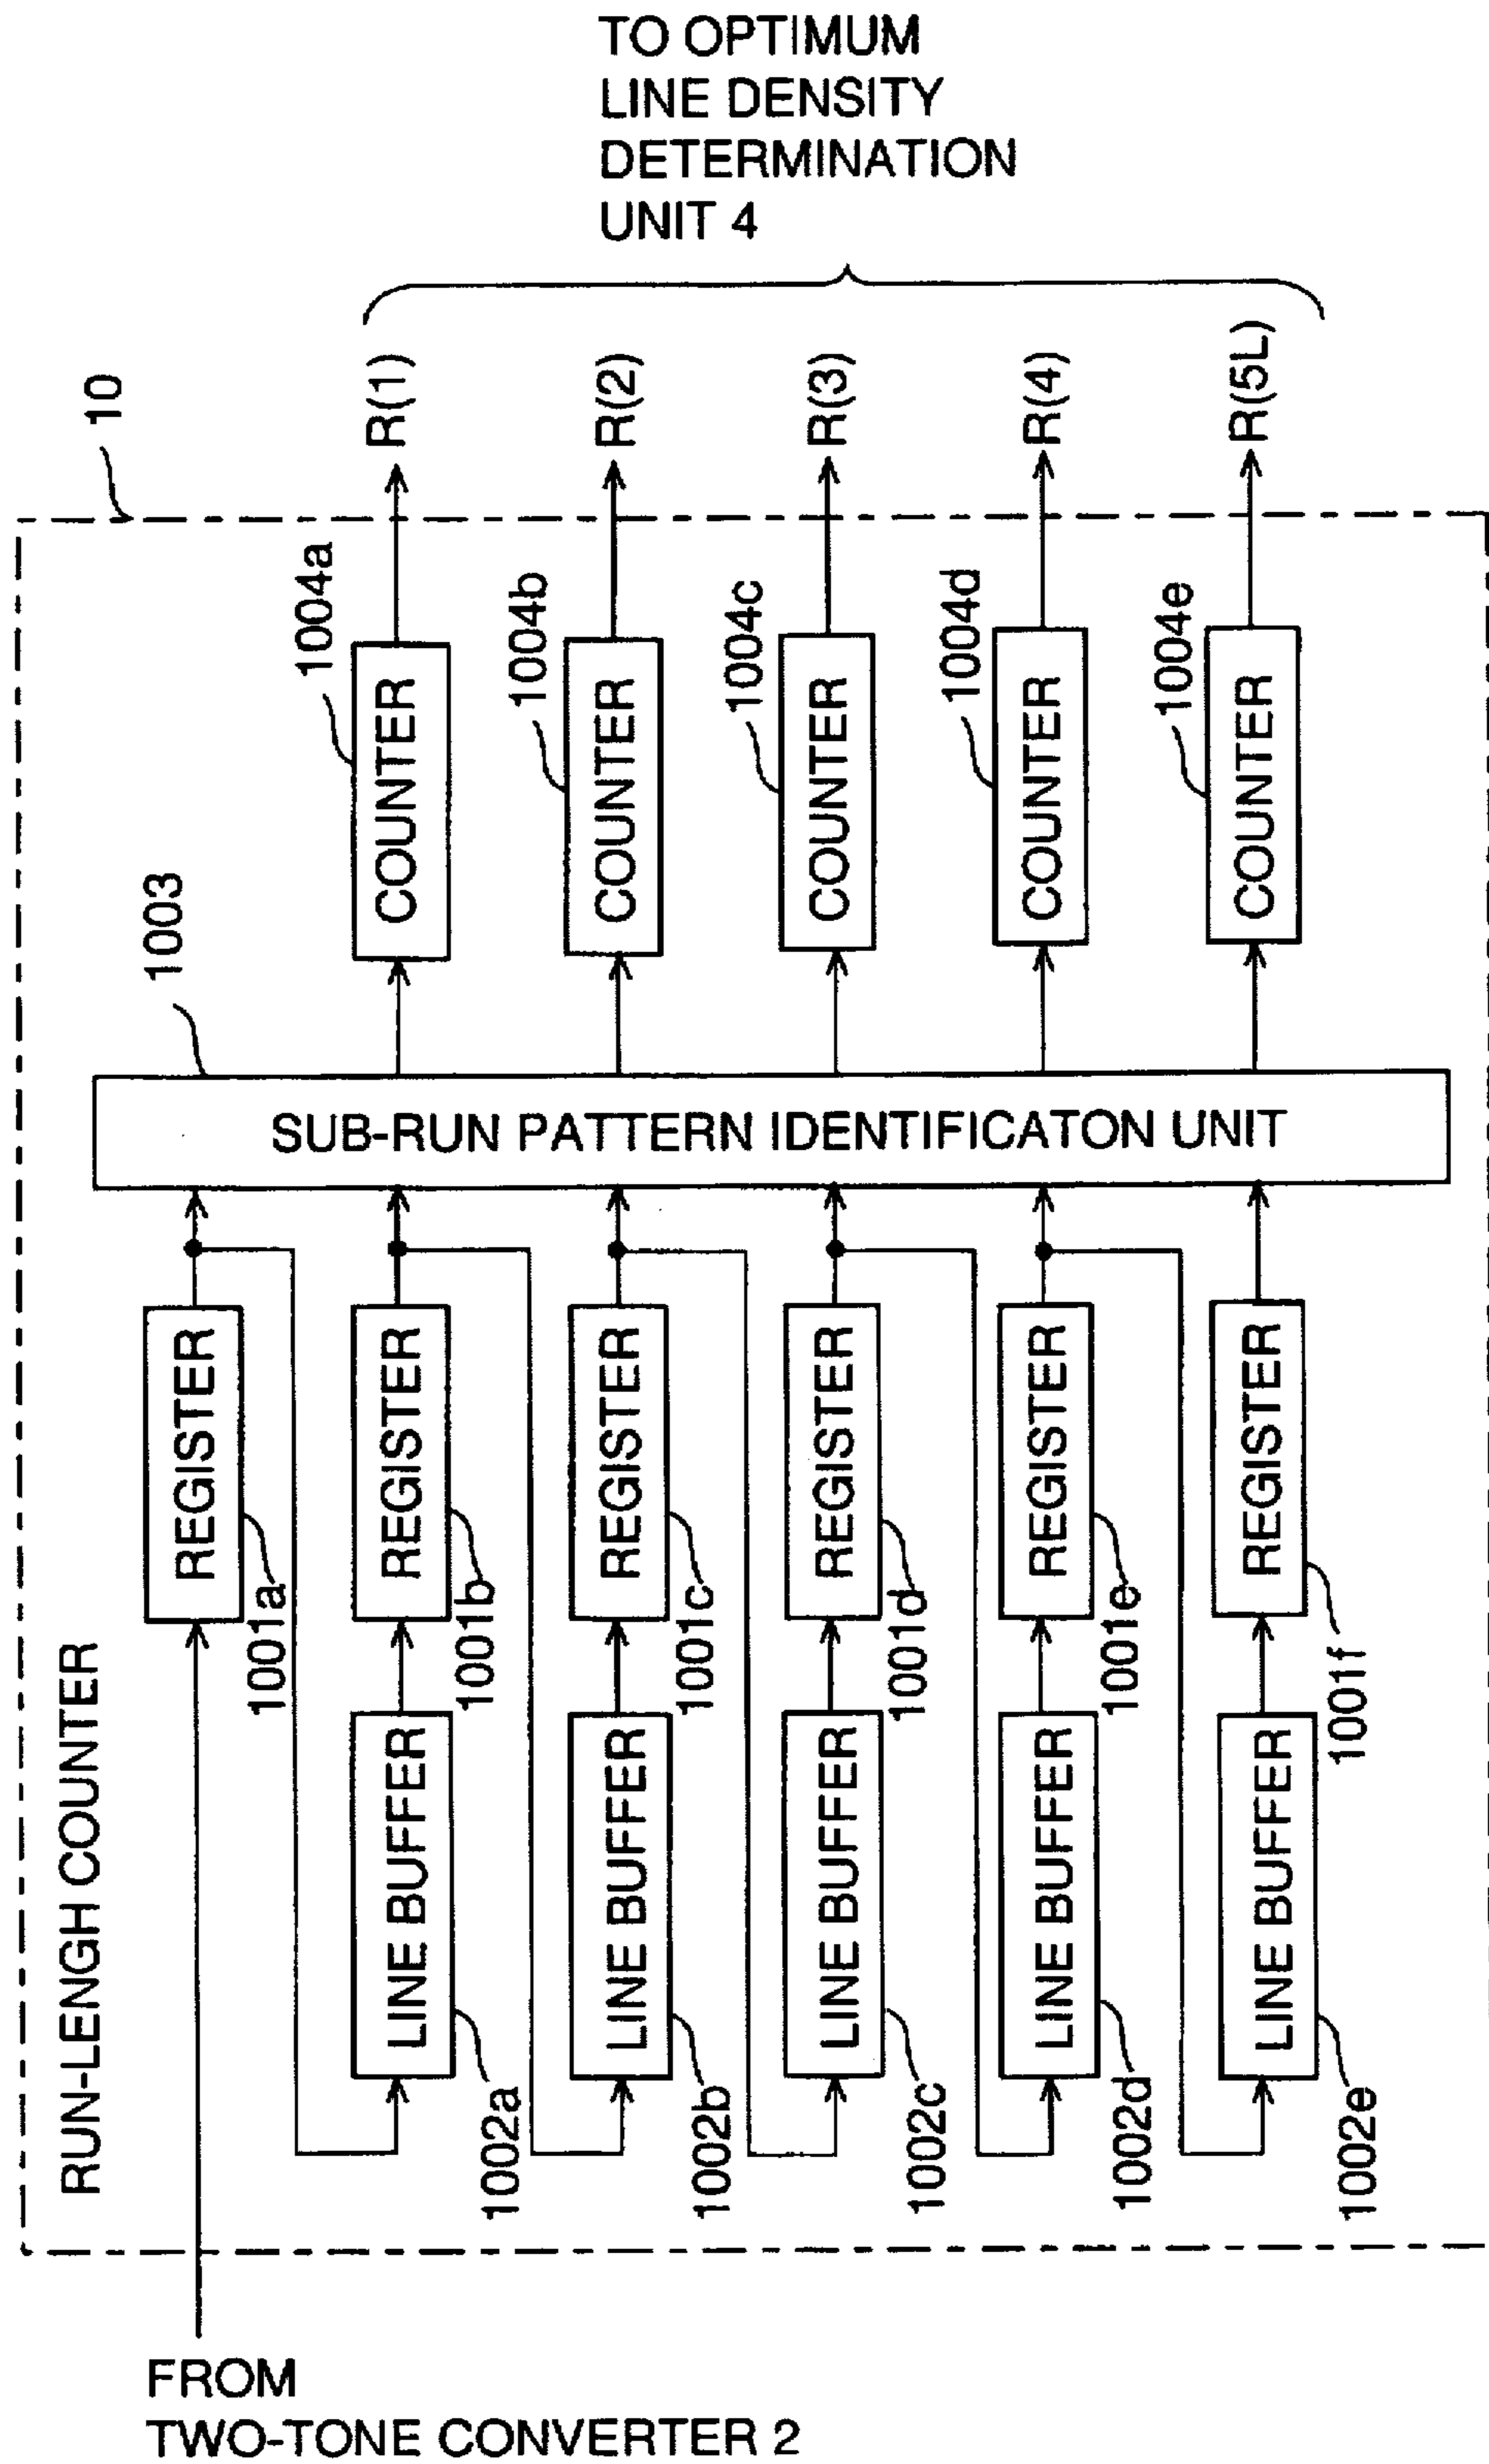 RUN-LENGH COUNTER
10
FROM
TWO-TONE CONVERTER 2
REGISTER
1001a
LINE BUFFER
1002a
REGISTER
1001b
LINE BUFFER
1002b
REGISTER
1001c
LINE BUFFER
1002c
REGISTER
1001d
LINE BUFFER
1002d
REGISTER
1001e
LINE BUFFER
1002e
REGISTER
1001f
SUB-RUN PATTERN IDENTIFICATON UNIT
1003
COUNTER
1004a
R(1)
COUNTER
1004b
R(2)
COUNTER
1004c
R(3)
COUNTER
1004d
R(4)
COUNTER
1004e
R(5L)
TO OPTIMUM
LINE DENSITY
DETERMINATION
UNIT 4